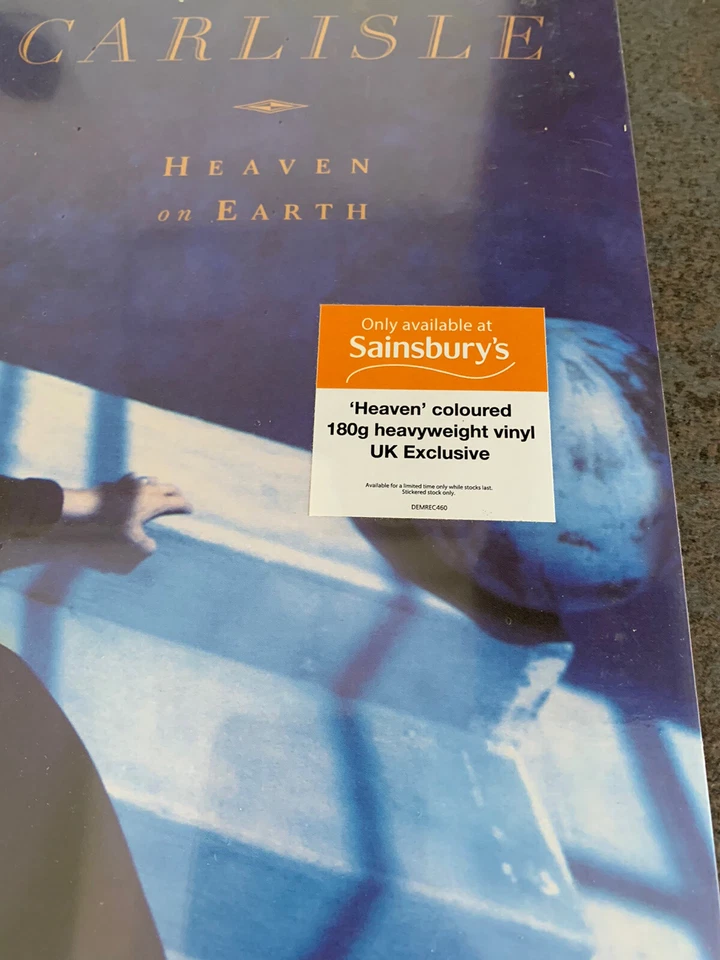 CARLISLE
HEAVEN
on EARTH
Only available at
Sainsbury's
‘Heaven’ coloured
180g heavyweight vinyl
UK Exclusive
Available for a limited time only while stocks last.
Stickered stock only.
DEMREC460